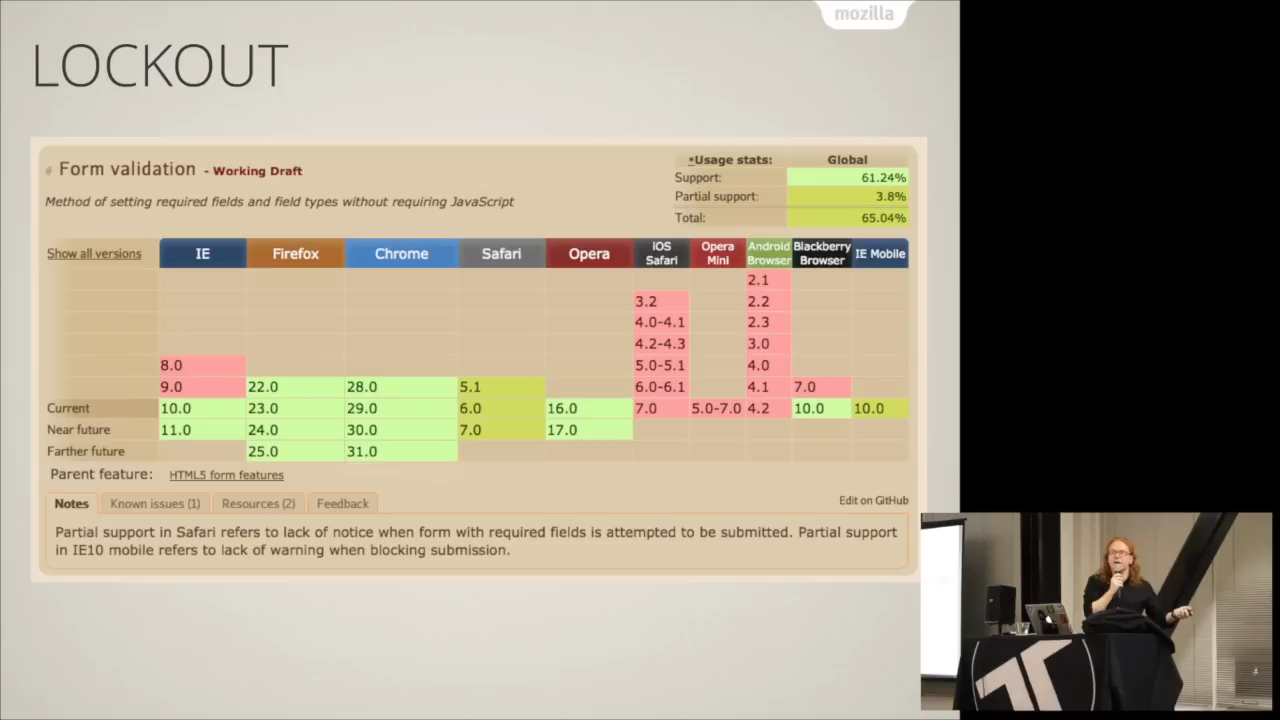 mozilla
LOCKOUT
# Form validation - Working Draft
Method of setting required fields and field types without requiring JavaScript
*Usage stats: Global
Support: 61.24%
Partial support: 3.8%
Total: 65.04%
Show all versions IE Firefox Chrome Safari Opera iOS Safari Opera Mini Android Browser Blackberry Browser IE Mobile
2.1
3.2 2.2
4.0-4.1 2.3
4.2-4.3 3.0
8.0 5.0-5.1 4.0
9.0 22.0 28.0 5.1 6.0-6.1 4.1 7.0
Current 10.0 23.0 29.0 6.0 16.0 7.0 5.0-7.0 4.2 10.0 10.0
Near future 11.0 24.0 30.0 7.0 17.0
Farther future 25.0 31.0
Parent feature: HTML5 form features
Notes Known issues (1) Resources (2) Feedback Edit on GitHub
Partial support in Safari refers to lack of notice when form with required fields is attempted to be submitted. Partial support
in IE10 mobile refers to lack of warning when blocking submission.